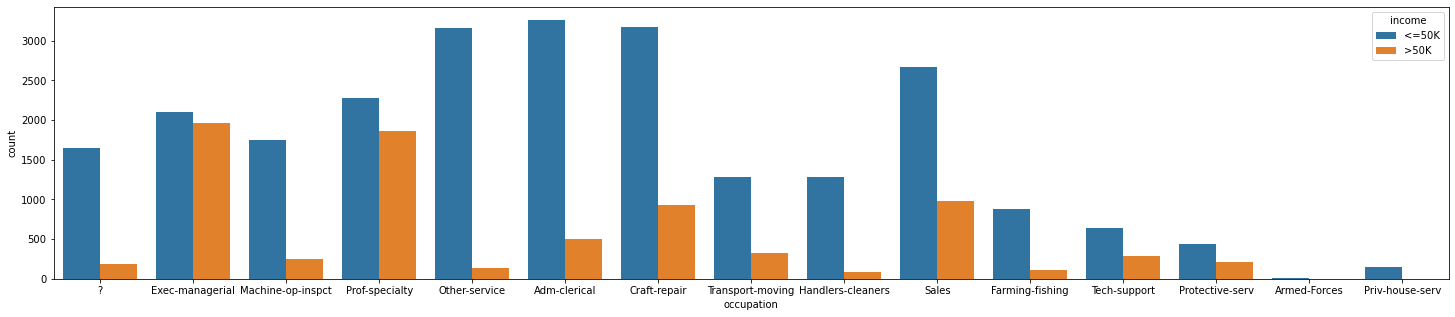 income
<=50K
>50K
3000
2500
2000
1500
1000
500
0
count
? Exec-managerial Machine-op-inspct Prof-specialty Other-service Adm-clerical Craft-repair Transport-moving Handlers-cleaners Sales Farming-fishing Tech-support Protective-serv Armed-Forces Priv-house-serv
occupation